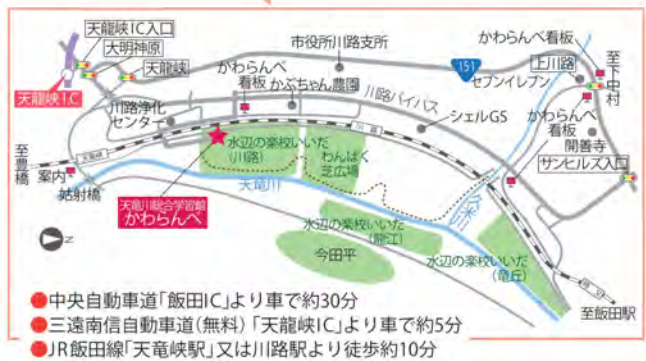 天龍峡IC入口
大明神原
天龍峡
天龍峡I.C
市役所川路支所
かわらんべ
看板
かぶちゃん農園
川路バイパス
151
セブンイレブン
かわらんべ看板
上川路
至下中村
かわらんべ
看板
開善寺
サンヒルズ入口
シェルGS
川路浄化
センター
川路
至豊橋
天竜峡
案内
姑射橋
水辺の楽校いいだ
(川路)
わんぱく
芝広場
天竜川総合学習館
かわらんべ
天竜川
久米川
水辺の楽校いいだ
(龍江)
今田平
水辺の楽校いいだ
(竜丘)
時又
至飯田駅
N
●中央自動車道「飯田IC」より車で約30分
●三遠南信自動車道(無料)「天龍峡IC」より車で約5分
●JR飯田線「天竜峡駅」又は川路駅より徒歩約10分